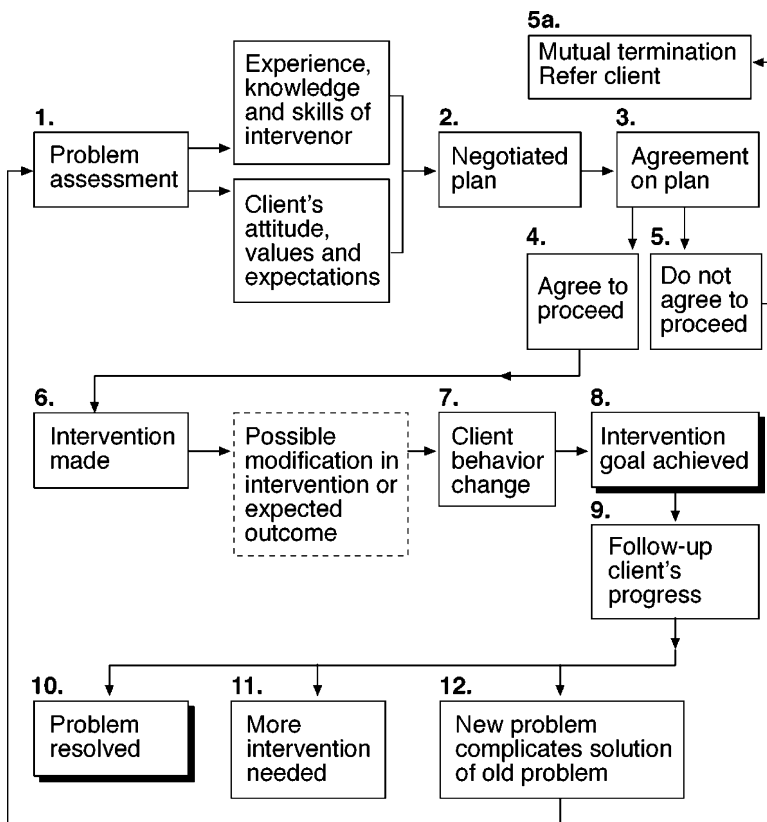 5a.
Mutual termination
Refer client
Experience,
knowledge
and skills of
intervenor
1.
Problem
assessment
Client's
attitude,
values and
expectations
2.
Negotiated
plan
3.
Agreement
on plan
4.
Agree to
proceed
5.
Do not
agree to
proceed
6.
Intervention
made
Possible
modification in
intervention or
expected
outcome
7.
Client
behavior
change
8.
Intervention
goal achieved
9.
Follow-up
client's
progress
10.
Problem
resolved
11.
More
intervention
needed
12.
New problem
complicates solution
of old problem